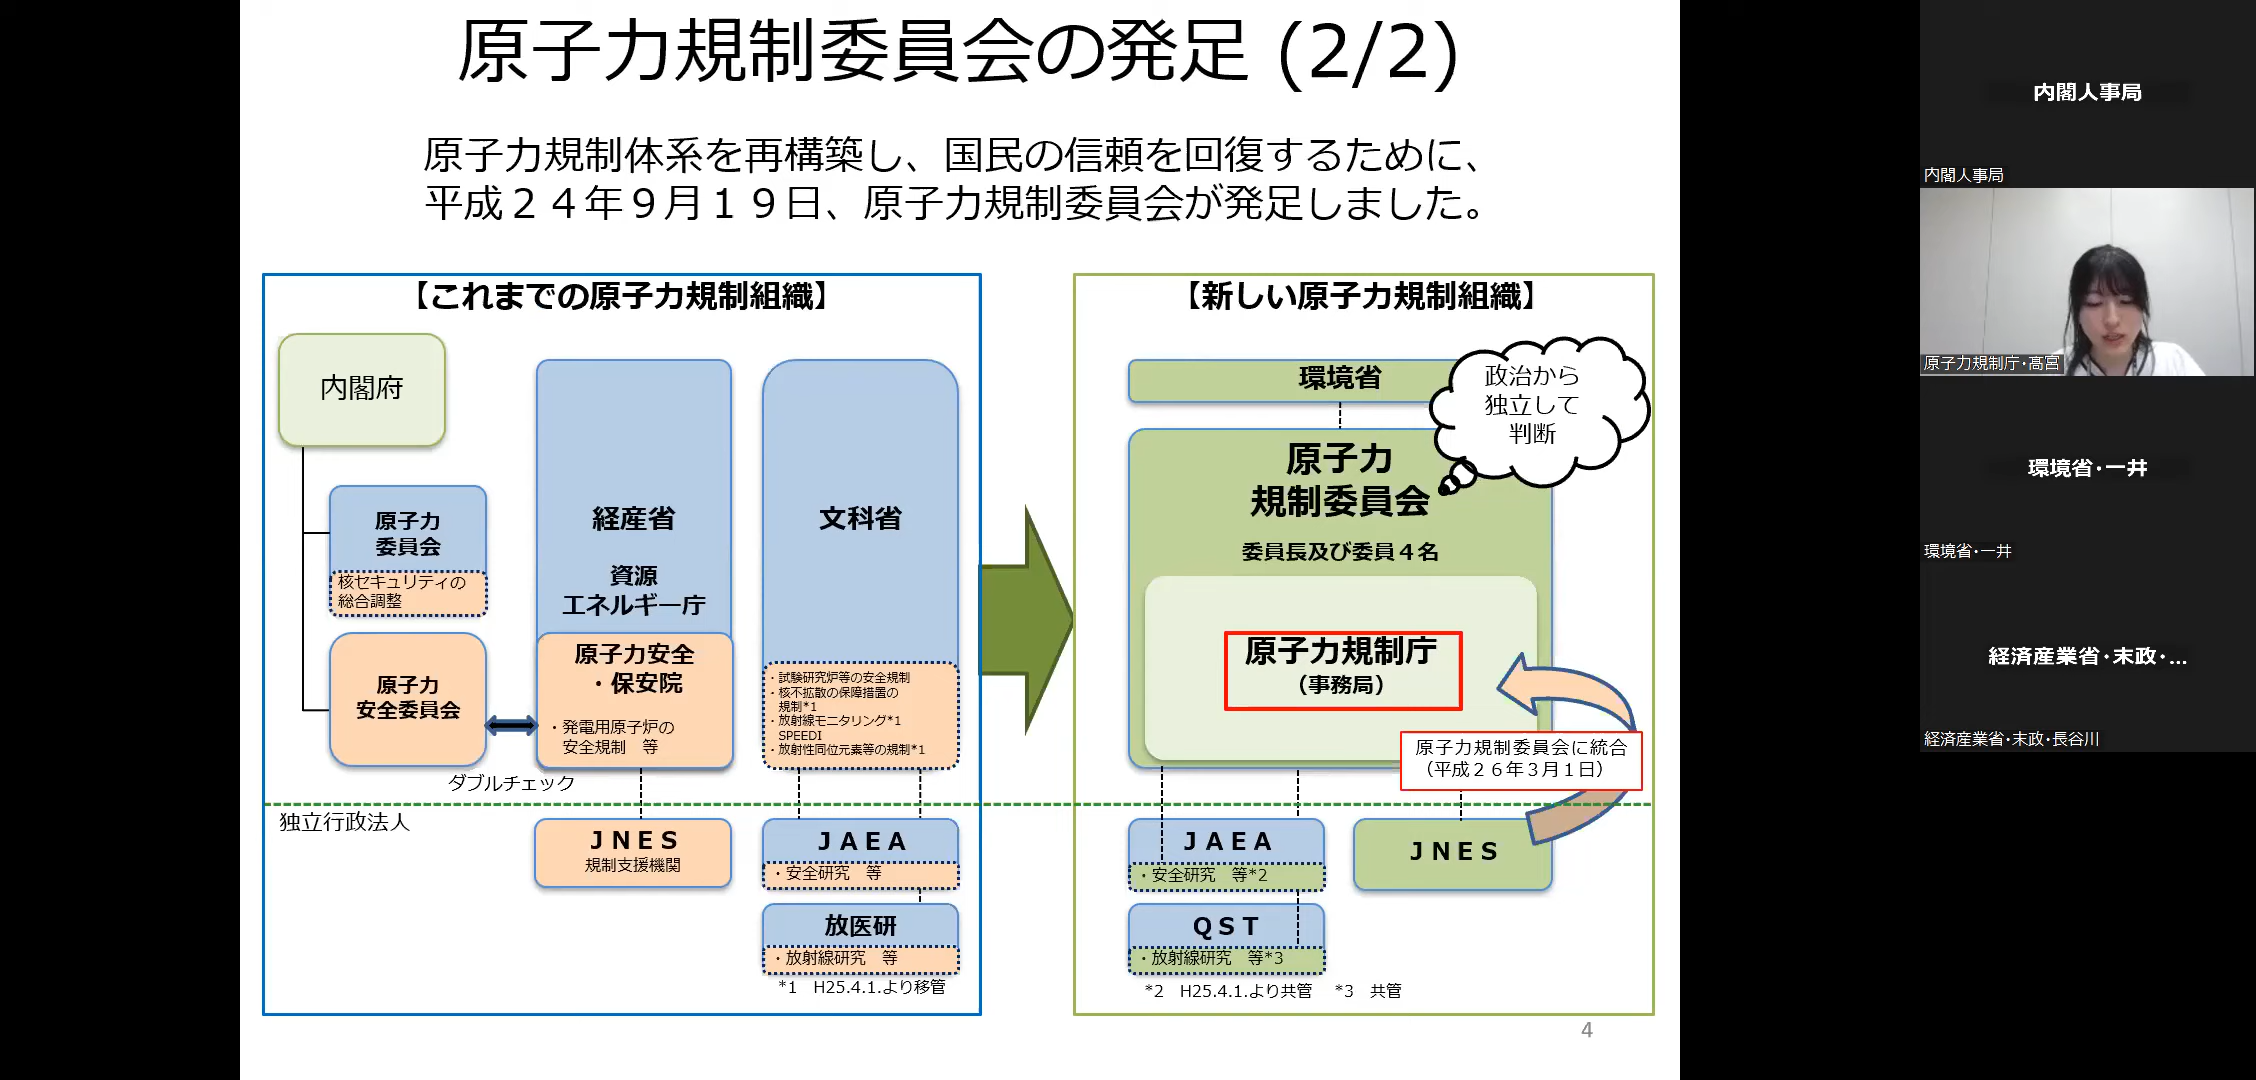 原子力規制委員会の発足 (2/2)
原子力規制体系を再構築し、国民の信頼を回復するために、
平成２４年９月１９日、原子力規制委員会が発足しました。
【これまでの原子力規制組織】
内閣府
原子力
委員会
核セキュリティの
総合調整
原子力
安全委員会
経産省
資源
エネルギー庁
原子力安全
・保安院
・発電用原子炉の
安全規制　等
ダブルチェック
文科省
・試験研究炉等の安全規制
・核不拡散の保障措置の
規制*1
・放射線モニタリング*1
SPEEDI
・放射性同位元素等の規制*1
独立行政法人
ＪＮＥＳ
規制支援機関
ＪＡＥＡ
・安全研究　等
放医研
・放射線研究　等
*1　H25.4.1.より移管
【新しい原子力規制組織】
環境省
政治から
独立して
判断
原子力
規制委員会
委員長及び委員４名
原子力規制庁
（事務局）
原子力規制委員会に統合
（平成２６年３月１日）
ＪＡＥＡ
・安全研究　等*2
ＪＮＥＳ
ＱＳＴ
・放射線研究　等*3
*2　H25.4.1.より共管　*3　共管
4
内閣人事局
内閣人事局
原子力規制庁・髙宮
環境省・一井
環境省・一井
経済産業省・末政・...
経済産業省・末政・長谷川